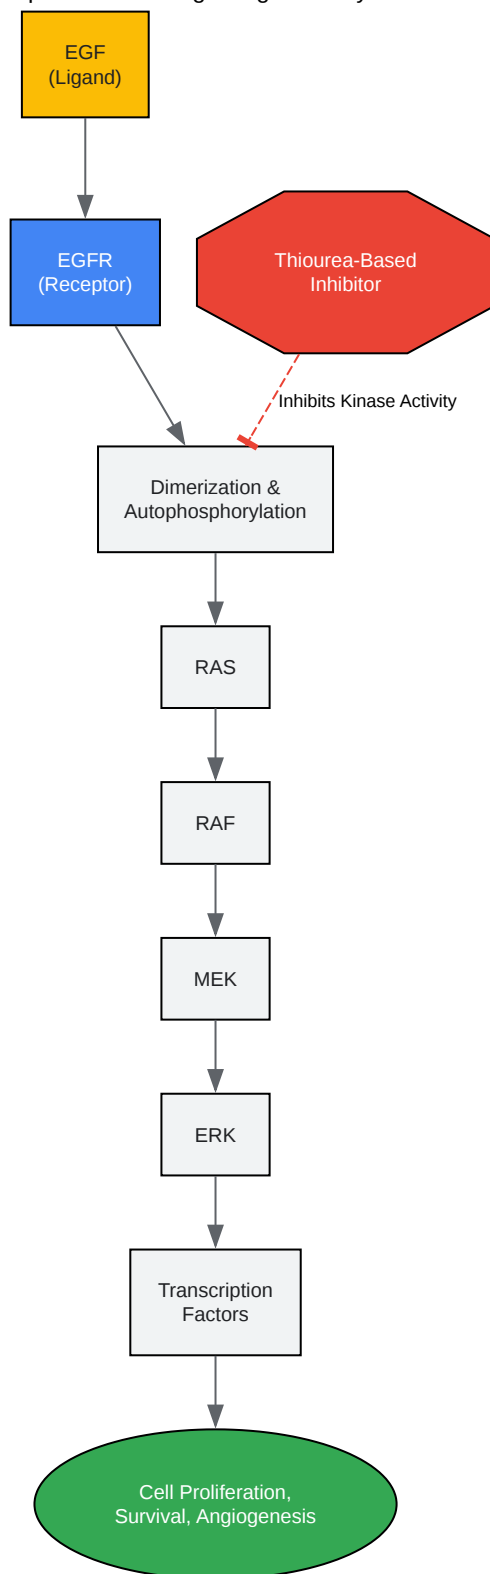 EGF
(Ligand)
EGFR
(Receptor)
Thiourea-Based
Inhibitor
Inhibits Kinase Activity
Dimerization &
Autophosphorylation
RAS
RAF
MEK
ERK
Transcription
Factors
Cell Proliferation,
Survival, Angiogenesis